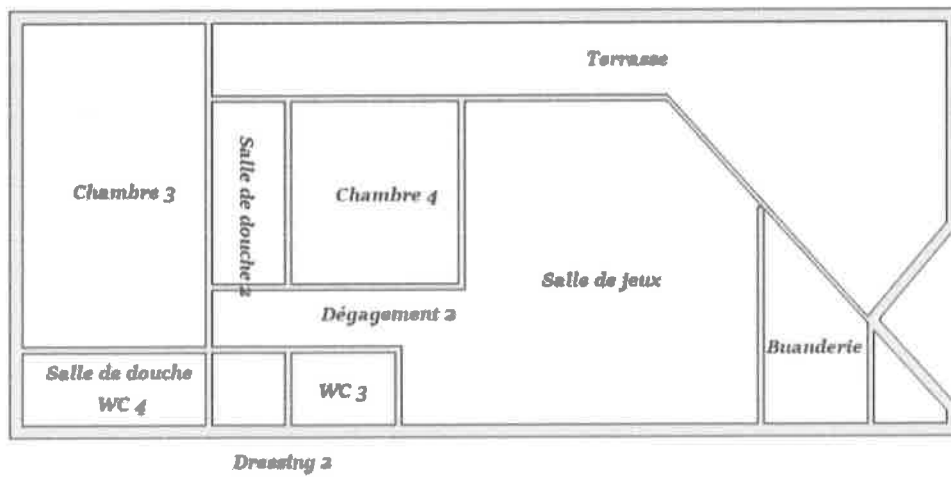 Terrasse
Chambre 3
Salle de douche 2
Chambre 4
Salle de jeux
Dégagement 2
Buanderie
Salle de douche
WC 4
WC 3
Dressing 2